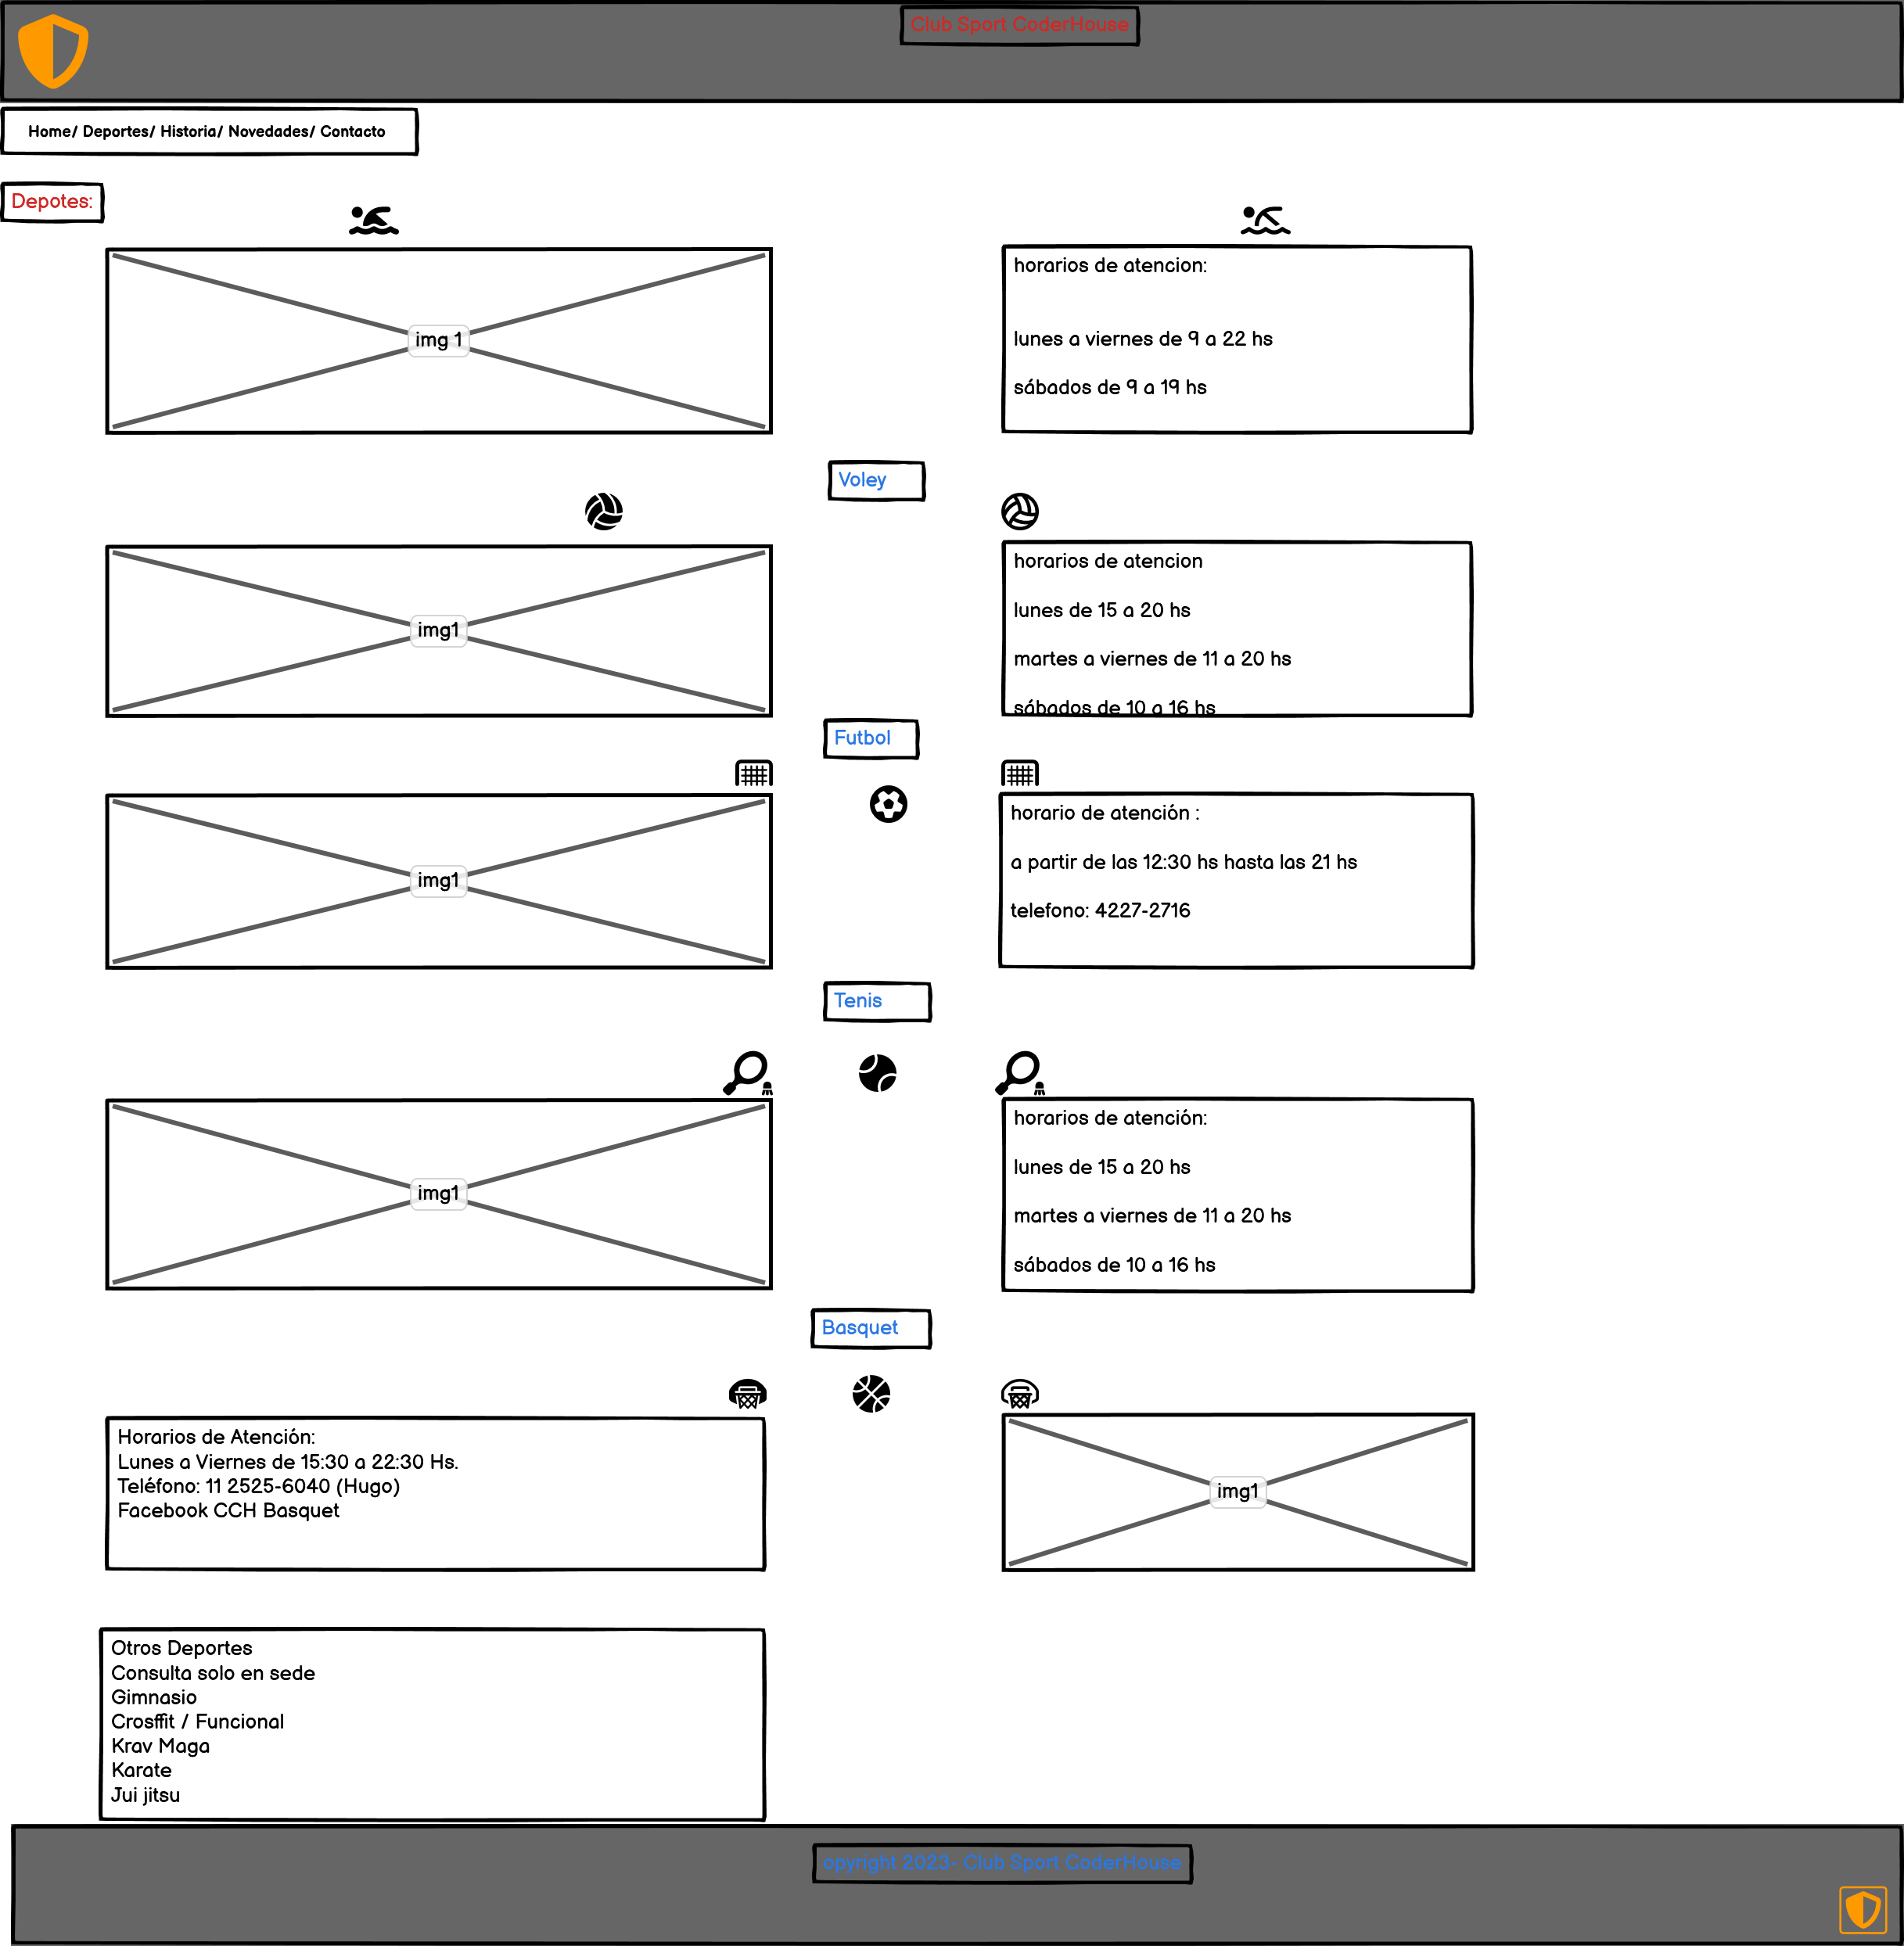 Club Sport CoderHouse
Home/ Deportes/ Historia/ Novedades/ Contacto
Depotes:
img 1
horarios de atencion:
lunes a viernes de 9 a 22 hs
sábados de 9 a 19 hs
Voley
img1
horarios de atencion
lunes de 15 a 20 hs
martes a viernes de 11 a 20 hs
sábados de 10 a 16 hs
Futbol
img1
horario de atención :
a partir de las 12:30 hs hasta las 21 hs
telefono: 4227-2716
Tenis
img1
horarios de atención:
lunes de 15 a 20 hs
martes a viernes de 11 a 20 hs
sábados de 10 a 16 hs
Basquet
Horarios de Atención:
Lunes a Viernes de 15:30 a 22:30 Hs.
Teléfono: 11 2525-6040 (Hugo)
Facebook CCH Basquet
img1
Otros Deportes
Consulta solo en sede
Gimnasio
Crosffit / Funcional
Krav Maga
Karate
Jui jitsu
opyright 2023- Club Sport CoderHouse